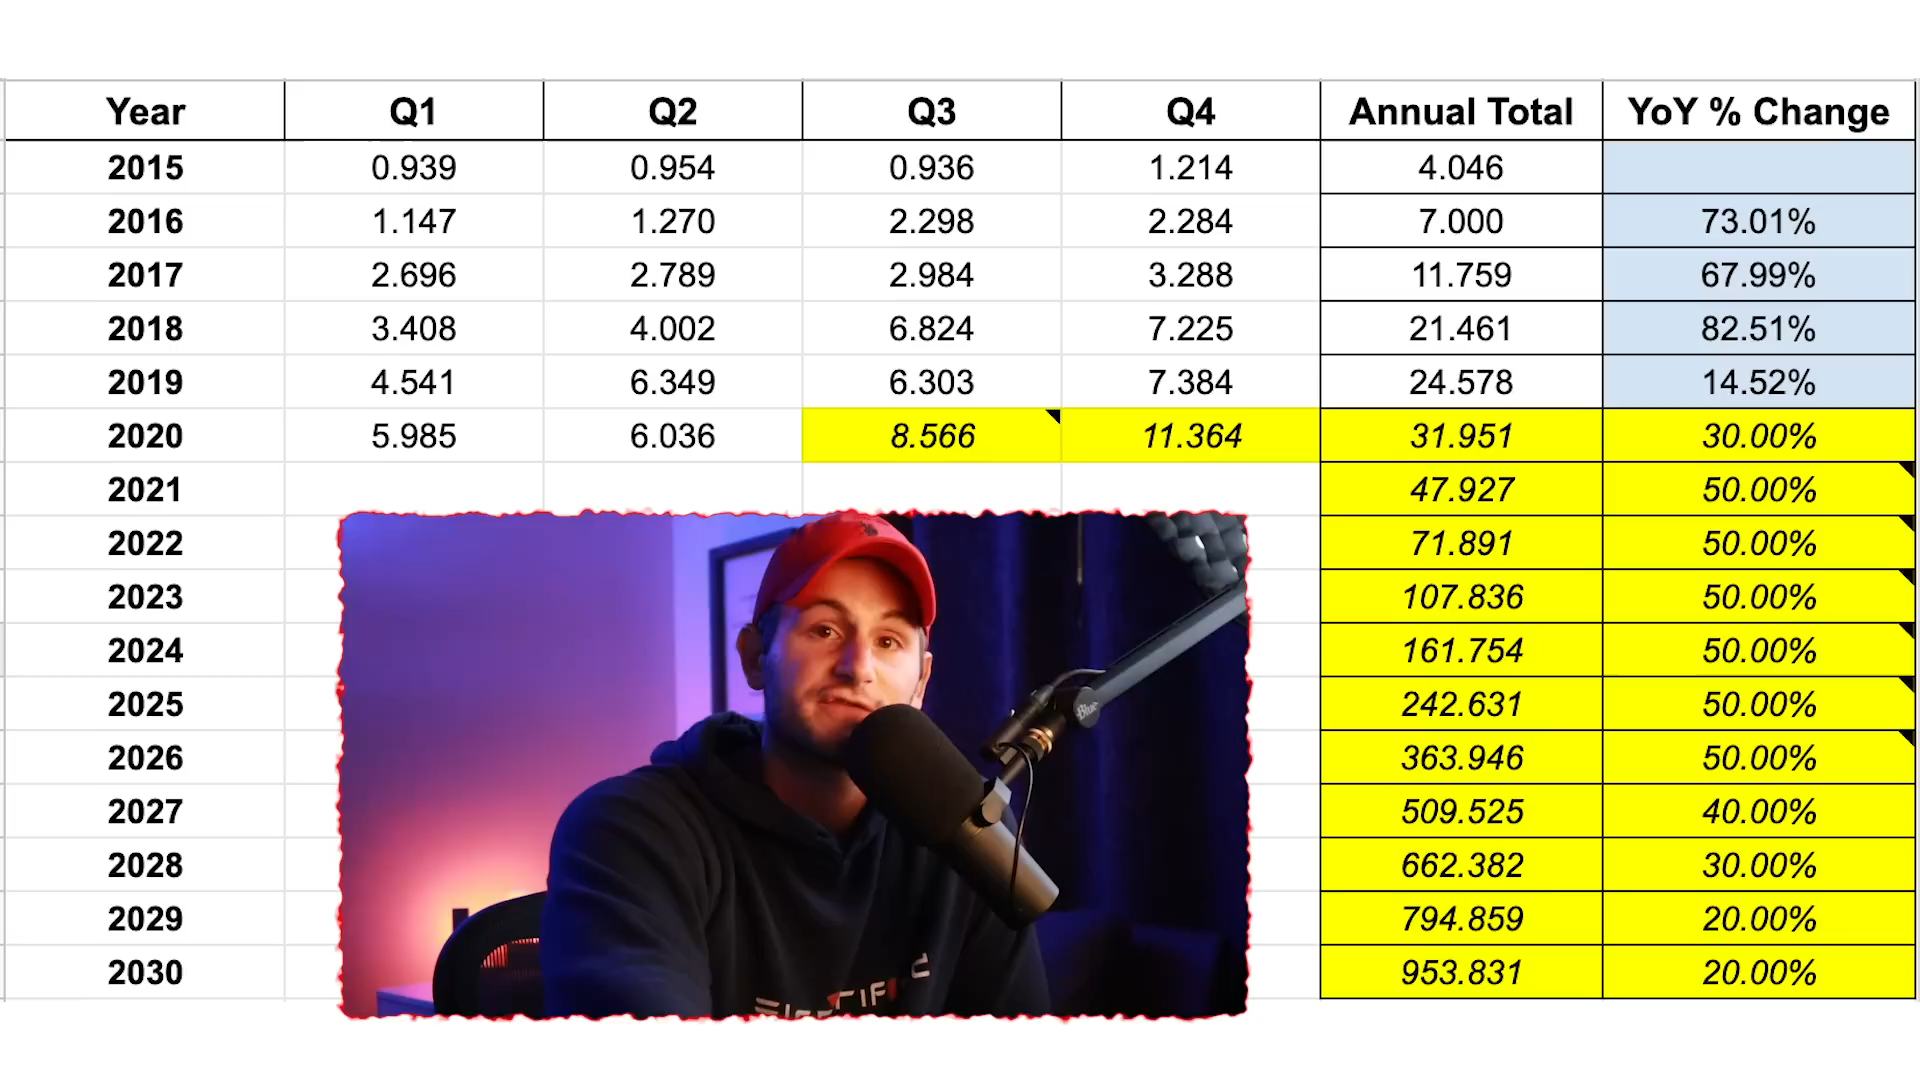 Year Q1 Q2 Q3 Q4 Annual Total YoY % Change
2015 0.939 0.954 0.936 1.214 4.046
2016 1.147 1.270 2.298 2.284 7.000 73.01%
2017 2.696 2.789 2.984 3.288 11.759 67.99%
2018 3.408 4.002 6.824 7.225 21.461 82.51%
2019 4.541 6.349 6.303 7.384 24.578 14.52%
2020 5.985 6.036 8.566 11.364 31.951 30.00%
2021 47.927 50.00%
2022 71.891 50.00%
2023 107.836 50.00%
2024 161.754 50.00%
2025 242.631 50.00%
2026 363.946 50.00%
2027 509.525 40.00%
2028 662.382 30.00%
2029 794.859 20.00%
2030 953.831 20.00%
Blue